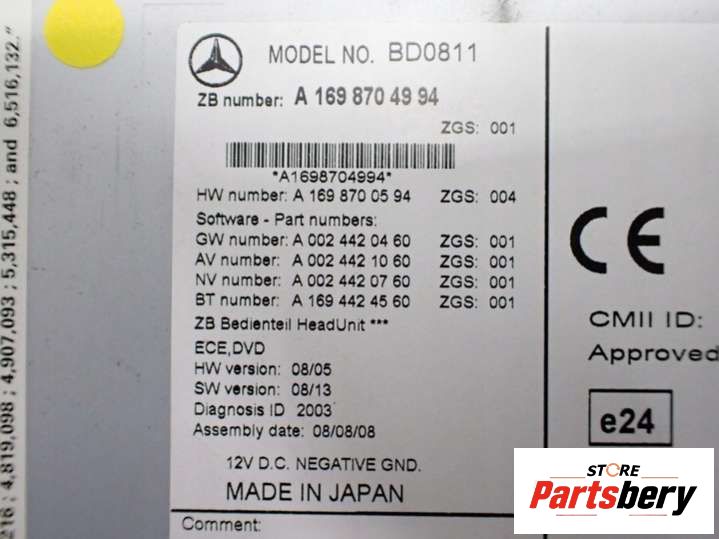 216 ; 4,819,098 ; 4,907,093 ; 5,315,448 ; and 6,516,132."
MODEL NO. BD0811
ZB number: A 169 870 49 94
ZGS: 001
*A1698704994*
HW number: A 169 870 05 94 ZGS: 004
Software - Part numbers:
GW number: A 002 442 04 60 ZGS: 001
AV number: A 002 442 10 60 ZGS: 001
NV number: A 002 442 07 60 ZGS: 001
BT number: A 169 442 45 60 ZGS: 001
ZB Bedienteil HeadUnit ***
ECE,DVD
HW version: 08/05
SW version: 08/13
Diagnosis ID 2003
Assembly date: 08/08/08
12V D.C. NEGATIVE GND.
MADE IN JAPAN
Comment:
CE
CMII ID:
Approved
e24
STORE
Partsbery